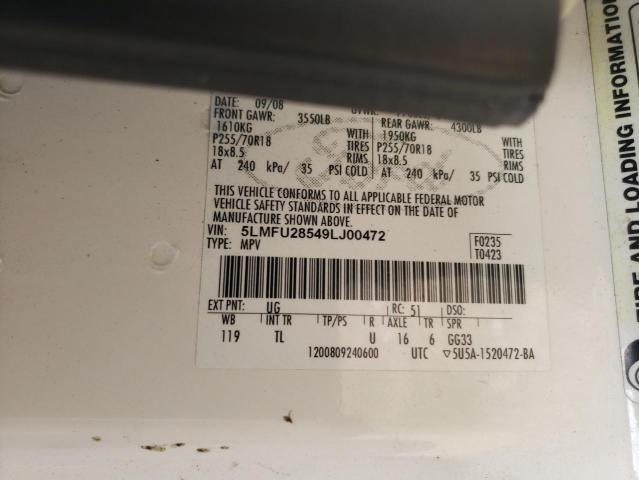 DATE: 09/08
FRONT GAWR: 3550LB REAR GAWR: 4300LB
1610KG WITH 1950KG WITH
P255/70R18 TIRES P255/70R18 TIRES
18x8.5 RIMS 18x8.5 RIMS
AT 240 kPa/ 35 PSI COLD AT 240 kPa/ 35 PSI COLD
THIS VEHICLE CONFORMS TO ALL APPLICABLE FEDERAL MOTOR
VEHICLE SAFETY STANDARDS IN EFFECT ON THE DATE OF
MANUFACTURE SHOWN ABOVE.
VIN: 5LMFU28549LJ00472 F0235
TYPE: MPV T0423
EXT PNT: UG RC: 51 DSO:
WB INT TR TP/PS R AXLE TR SPR
119 TL U 16 6 GG33
1200809240600 UTC ▽5U5A-1520472-BA
Ford
TIRE AND LOADING INFORMATION